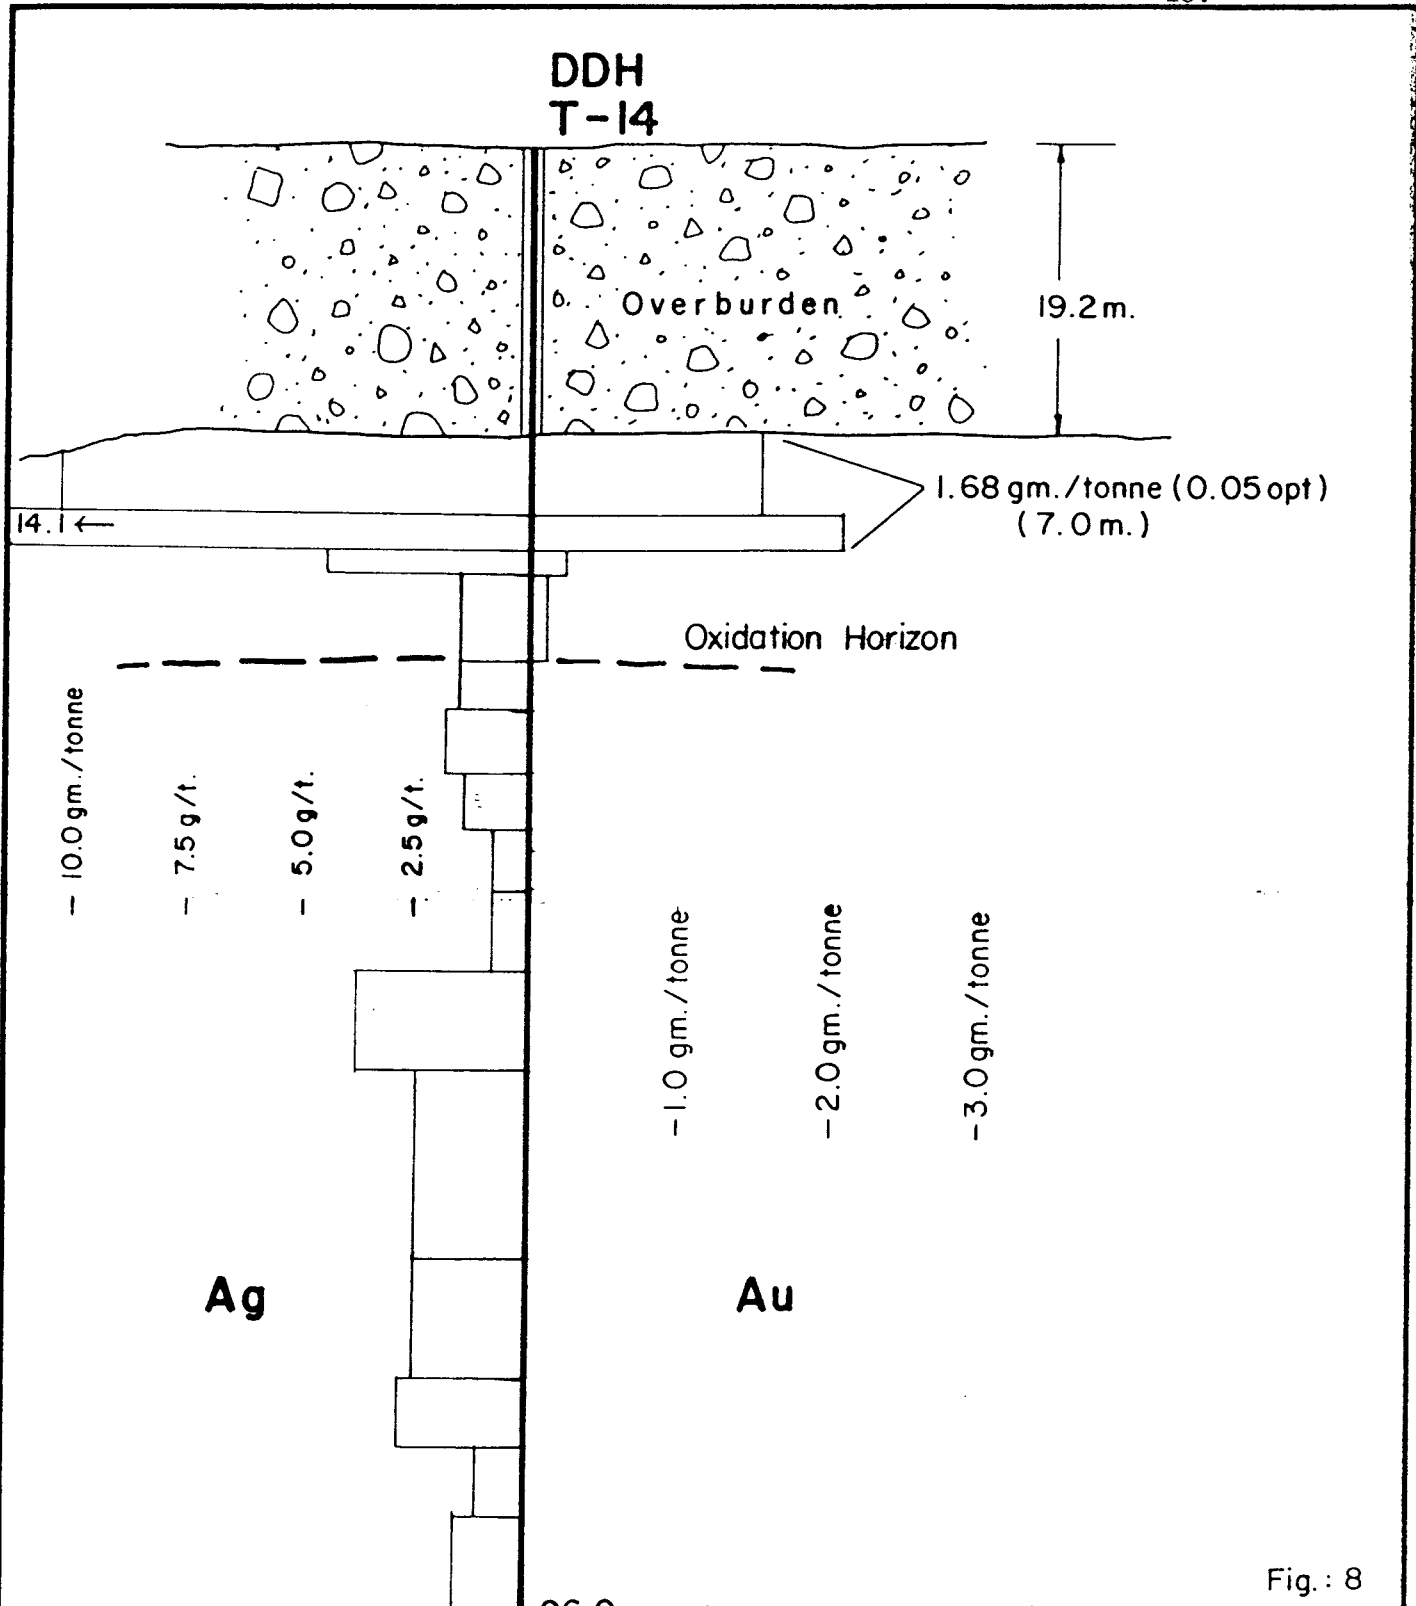 DDH
T-14
Overburden
19.2 m.
1.68 gm./tonne (0.05 opt)
(7.0 m.)
14.1 ←
Oxidation Horizon
- 10.0 gm./tonne
- 7.5 g/t.
- 5.0 g/t.
- 2.5 g/t.
-1.0 gm./tonne
-2.0 gm./tonne
-3.0 gm./tonne
Ag
Au
Fig.: 8